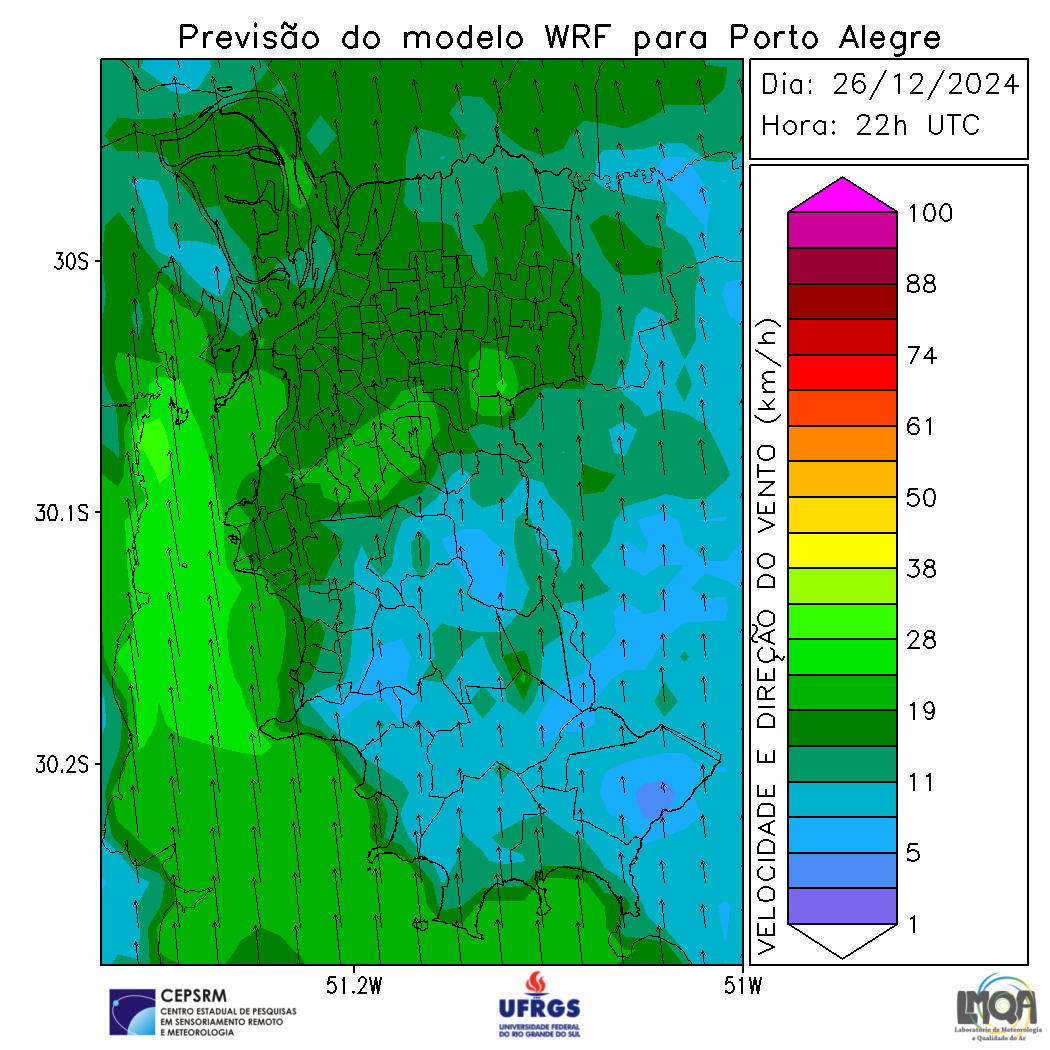 Previsão do modelo WRF para Porto Alegre
Dia: 26/12/2024
Hora: 22h UTC
30S
30.1S
30.2S
51.2W
51W
VELOCIDADE E DIREÇÃO DO VENTO (km/h)
100
88
74
61
50
38
28
19
11
5
1
CEPSRM
CENTRO ESTADUAL DE PESQUISAS
EM SENSORIAMENTO REMOTO
E METEOROLOGIA
UFRGS
UNIVERSIDADE FEDERAL
DO RIO GRANDE DO SUL
LMQA
Laboratório de Meteorologia
e Qualidade do Ar